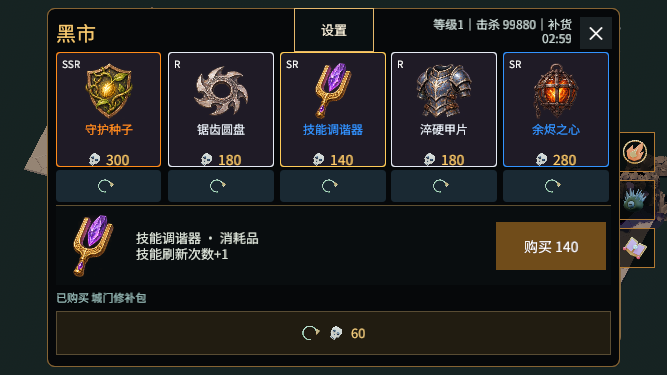 黑市
设置
等级1｜击杀 99880｜补货
02:59
SSR
守护种子
300
R
锯齿圆盘
180
SR
技能调谐器
140
R
淬硬甲片
180
SR
余烬之心
280
技能调谐器 · 消耗品
技能刷新次数+1
购买 140
已购买 城门修补包
60